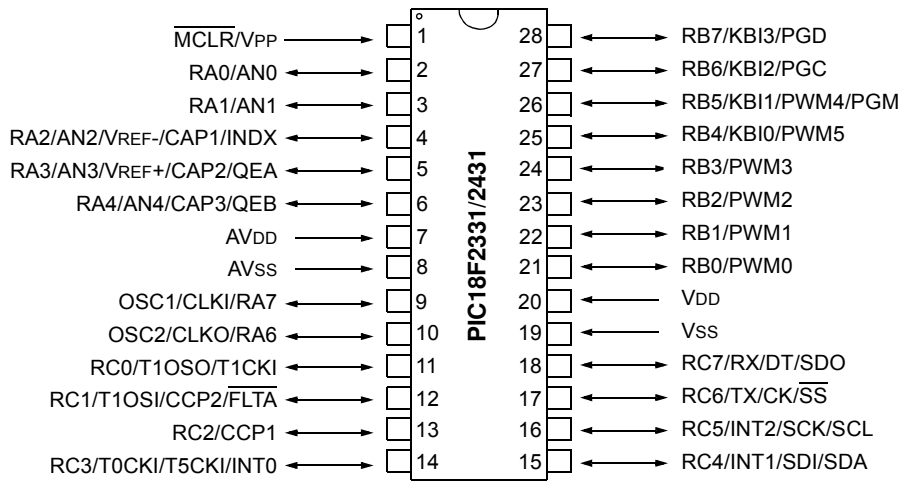 MCLR/VPP 1
RA0/AN0 2
RA1/AN1 3
RA2/AN2/VREF-/CAP1/INDX 4
RA3/AN3/VREF+/CAP2/QEA 5
RA4/AN4/CAP3/QEB 6
AVDD 7
AVSS 8
OSC1/CLKI/RA7 9
OSC2/CLKO/RA6 10
RC0/T1OSO/T1CKI 11
RC1/T1OSI/CCP2/FLTA 12
RC2/CCP1 13
RC3/T0CKI/T5CKI/INT0 14
PIC18F2331/2431
28 RB7/KBI3/PGD
27 RB6/KBI2/PGC
26 RB5/KBI1/PWM4/PGM
25 RB4/KBI0/PWM5
24 RB3/PWM3
23 RB2/PWM2
22 RB1/PWM1
21 RB0/PWM0
20 VDD
19 VSS
18 RC7/RX/DT/SDO
17 RC6/TX/CK/SS
16 RC5/INT2/SCK/SCL
15 RC4/INT1/SDI/SDA